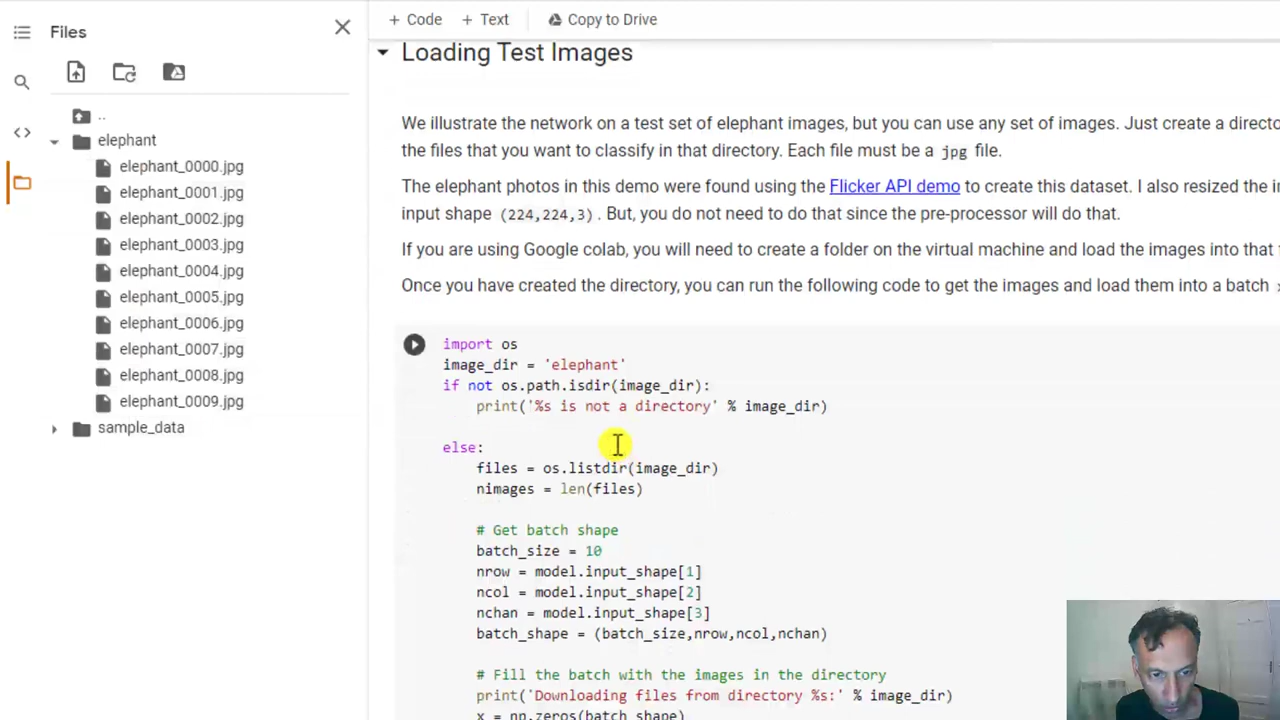 Files
+ Code + Text Copy to Drive
..
elephant
elephant_0000.jpg
elephant_0001.jpg
elephant_0002.jpg
elephant_0003.jpg
elephant_0004.jpg
elephant_0005.jpg
elephant_0006.jpg
elephant_0007.jpg
elephant_0008.jpg
elephant_0009.jpg
sample_data
Loading Test Images
We illustrate the network on a test set of elephant images, but you can use any set of images. Just create a
the files that you want to classify in that directory. Each file must be a jpg file.
The elephant photos in this demo were found using the Flicker API demo to create this dataset. I also resized the
input shape (224,224,3). But, you do not need to do that since the pre-processor will do that.
If you are using Google colab, you will need to create a folder on the virtual machine and load the images into that
Once you have created the directory, you can run the following code to get the images and load them into a batch
import os
image_dir = 'elephant'
if not os.path.isdir(image_dir):
print('%s is not a directory' % image_dir)
else:
files = os.listdir(image_dir)
nimages = len(files)
# Get batch shape
batch_size = 10
nrow = model.input_shape[1]
ncol = model.input_shape[2]
nchan = model.input_shape[3]
batch_shape = (batch_size,nrow,ncol,nchan)
# Fill the batch with the images in the directory
print('Downloading files from directory %s:' % image_dir)
x = np.zeros(batch_shape)